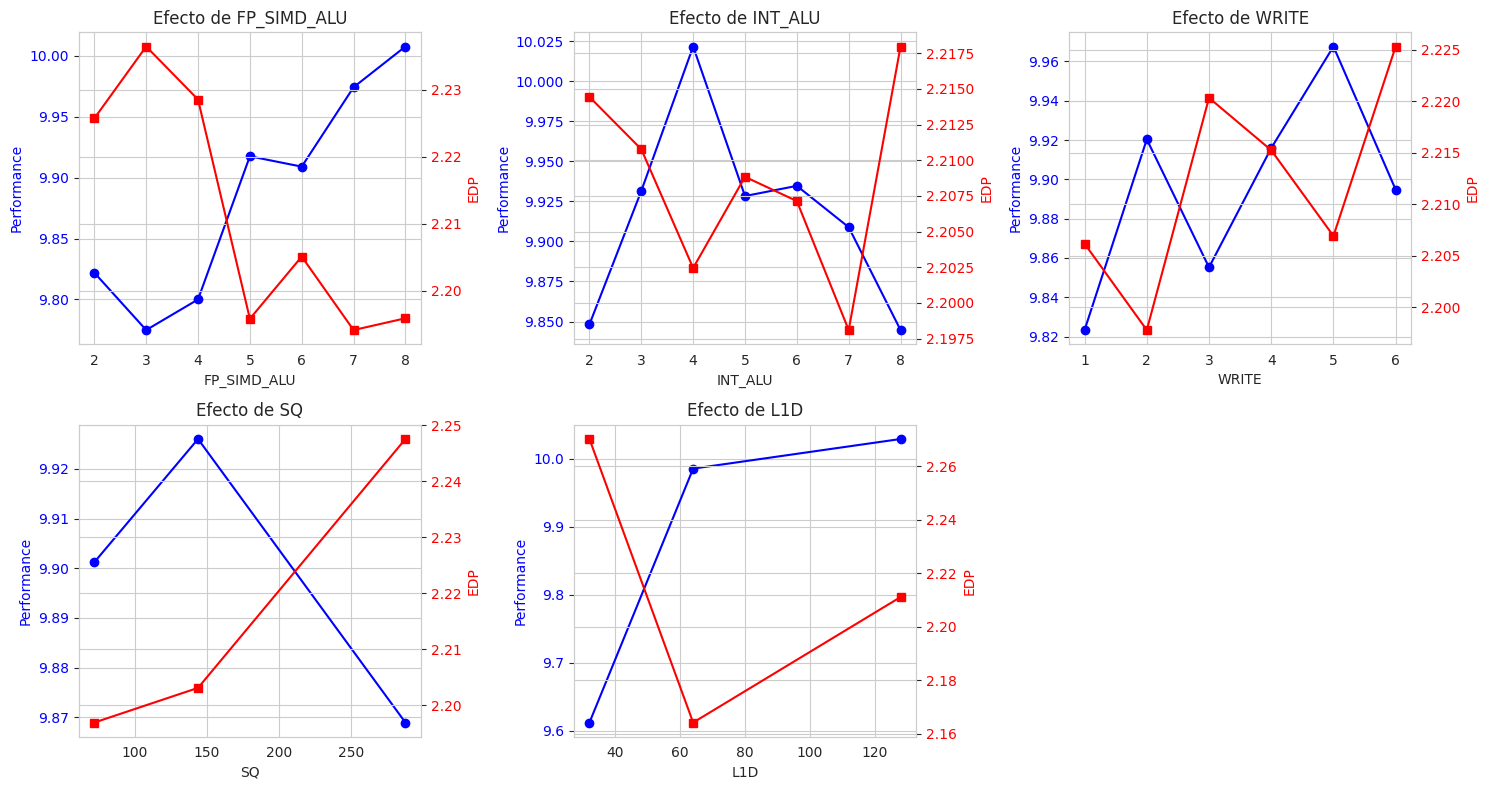 Efecto de FP_SIMD_ALU
Performance
10.00
9.95
9.90
9.85
9.80
2.23
2.22
2.21
2.20
EDP
2 3 4 5 6 7 8
FP_SIMD_ALU
Efecto de INT_ALU
Performance
10.025
10.000
9.975
9.950
9.925
9.900
9.875
9.850
2.2175
2.2150
2.2125
2.2100
2.2075
2.2050
2.2025
2.2000
2.1975
EDP
2 3 4 5 6 7 8
INT_ALU
Efecto de WRITE
Performance
9.96
9.94
9.92
9.90
9.88
9.86
9.84
9.82
2.225
2.220
2.215
2.210
2.205
2.200
EDP
1 2 3 4 5 6
WRITE
Efecto de SQ
Performance
9.92
9.91
9.90
9.89
9.88
9.87
2.25
2.24
2.23
2.22
2.21
2.20
EDP
100 150 200 250
SQ
Efecto de L1D
Performance
10.0
9.9
9.8
9.7
9.6
2.26
2.24
2.22
2.20
2.18
2.16
EDP
40 60 80 100 120
L1D